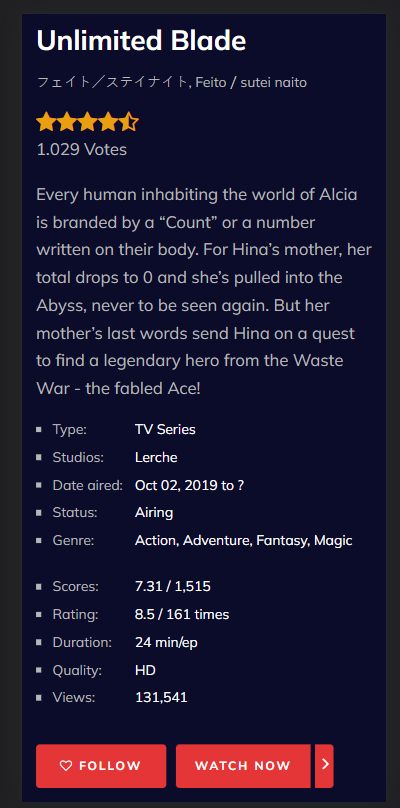 Unlimited Blade
フェイト／ステイナイト, Feito / sutei naito
1.029 Votes
Every human inhabiting the world of Alcia
is branded by a “Count” or a number
written on their body. For Hina’s mother, her
total drops to 0 and she’s pulled into the
Abyss, never to be seen again. But her
mother’s last words send Hina on a quest
to find a legendary hero from the Waste
War - the fabled Ace!
Type: TV Series
Studios: Lerche
Date aired: Oct 02, 2019 to ?
Status: Airing
Genre: Action, Adventure, Fantasy, Magic
Scores: 7.31 / 1,515
Rating: 8.5 / 161 times
Duration: 24 min/ep
Quality: HD
Views: 131,541
FOLLOW WATCH NOW